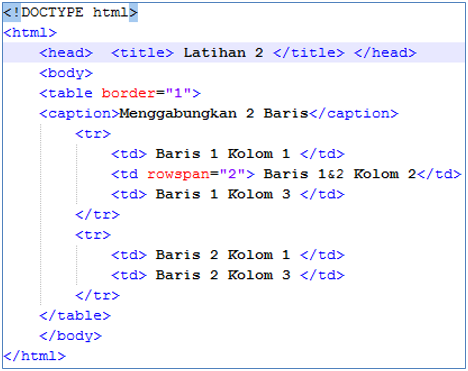 <!DOCTYPE html>
<html>
<head> <title> Latihan 2 </title> </head>
<body>
<table border="1">
<caption>Menggabungkan 2 Baris</caption>
<tr>
<td> Baris 1 Kolom 1 </td>
<td rowspan="2"> Baris 1&2 Kolom 2</td>
<td> Baris 1 Kolom 3 </td>
</tr>
<tr>
<td> Baris 2 Kolom 1 </td>
<td> Baris 2 Kolom 3 </td>
</tr>
</table>
</body>
</html>